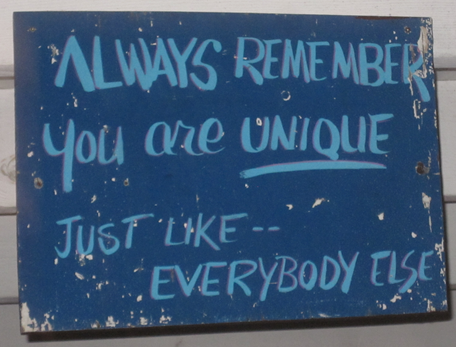 ALWAYS REMEMBER
you are UNIQUE
JUST LIKE--
EVERYBODY ELSE